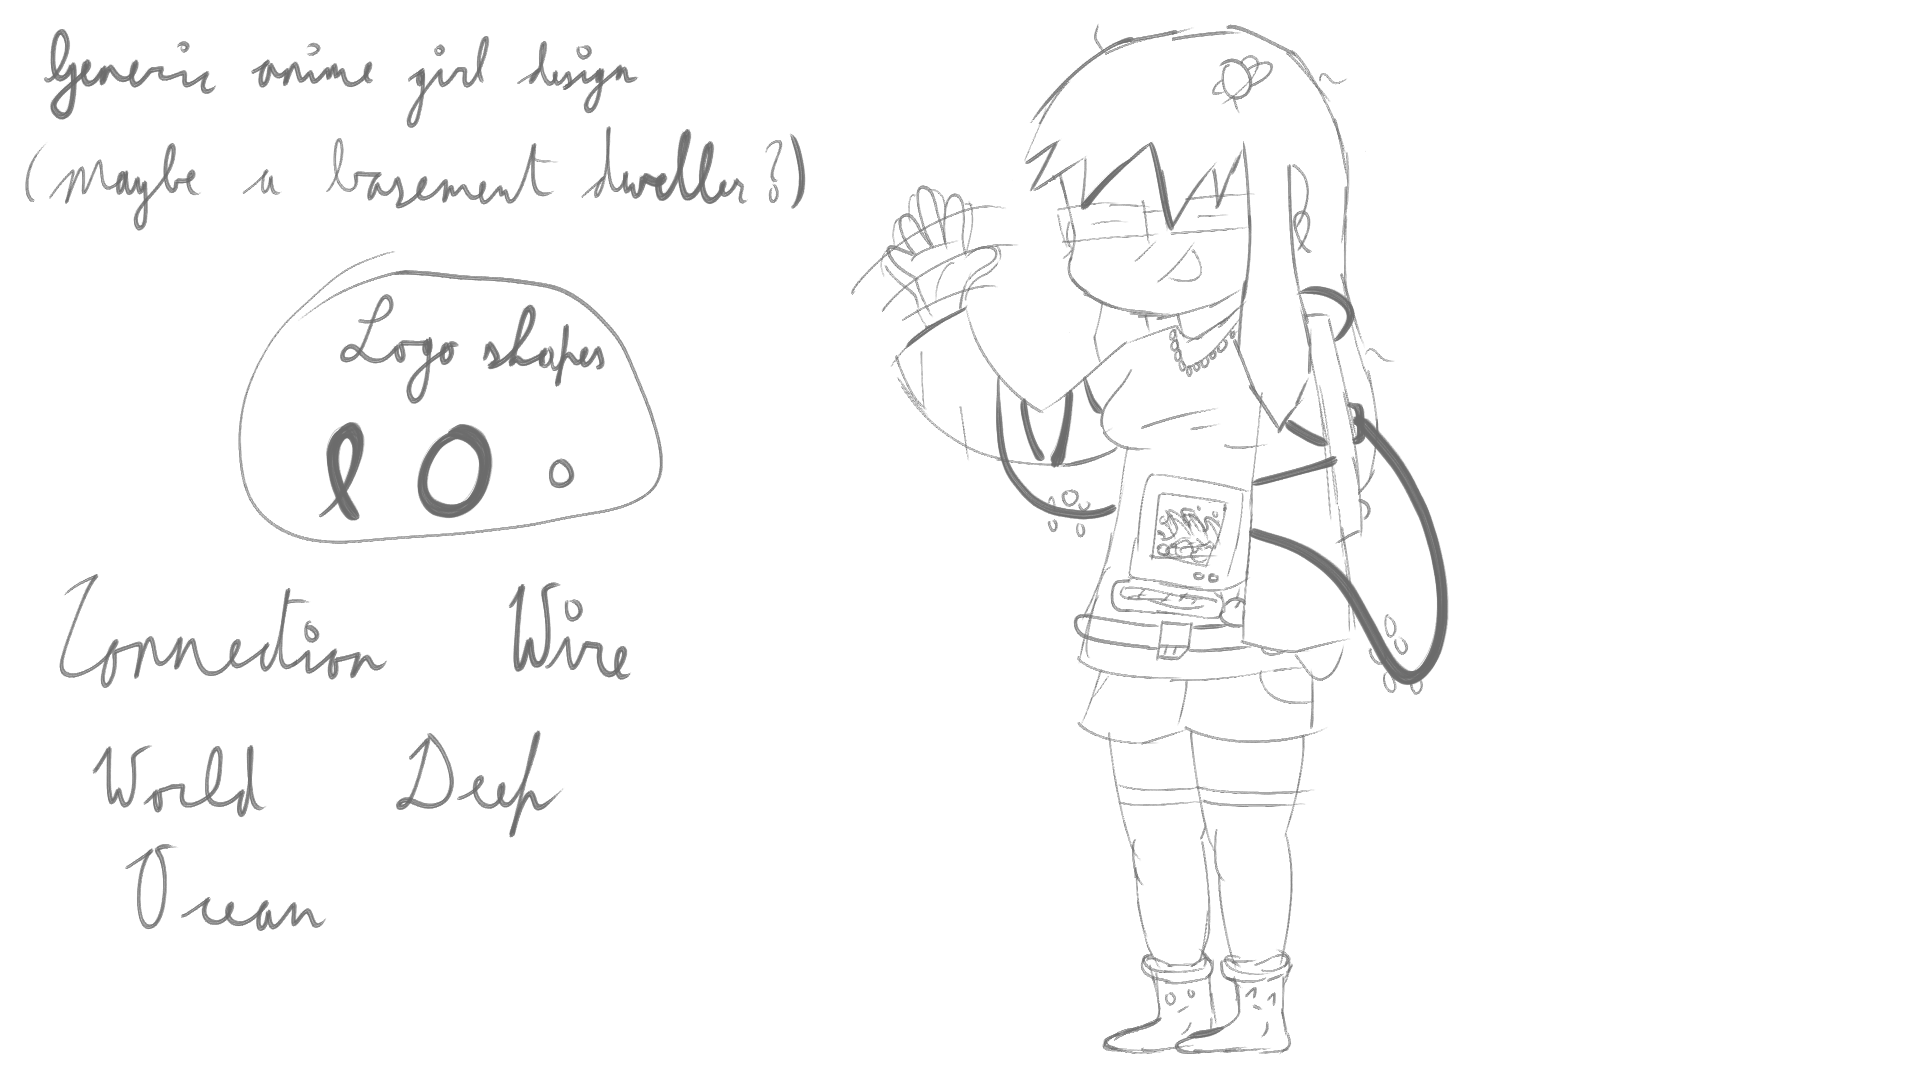 Generic anime girl design
(Maybe a basement dweller?)
Logo shapes
Connection Wire
World Deep
Ocean